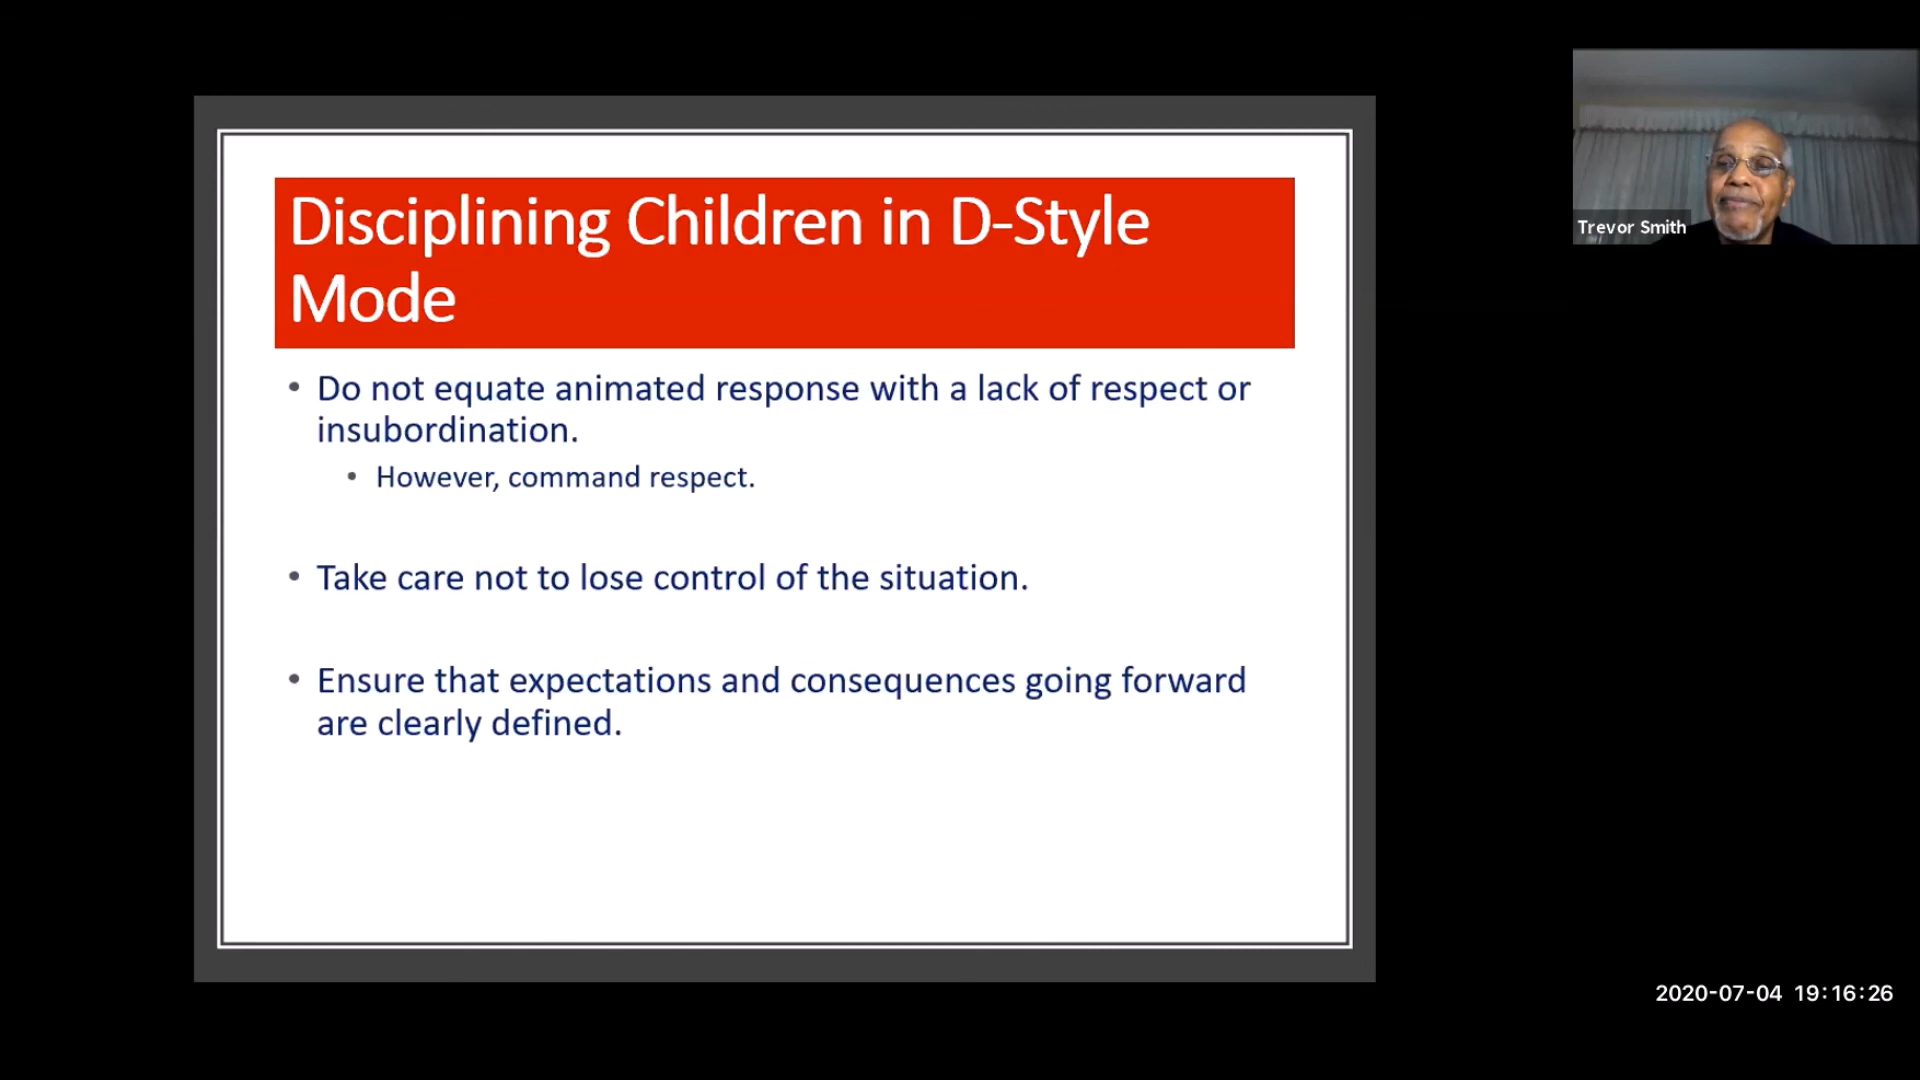 Disciplining Children in D-Style
Mode
• Do not equate animated response with a lack of respect or
insubordination.
• However, command respect.
• Take care not to lose control of the situation.
• Ensure that expectations and consequences going forward
are clearly defined.
Trevor Smith
2020-07-04 19:16:26